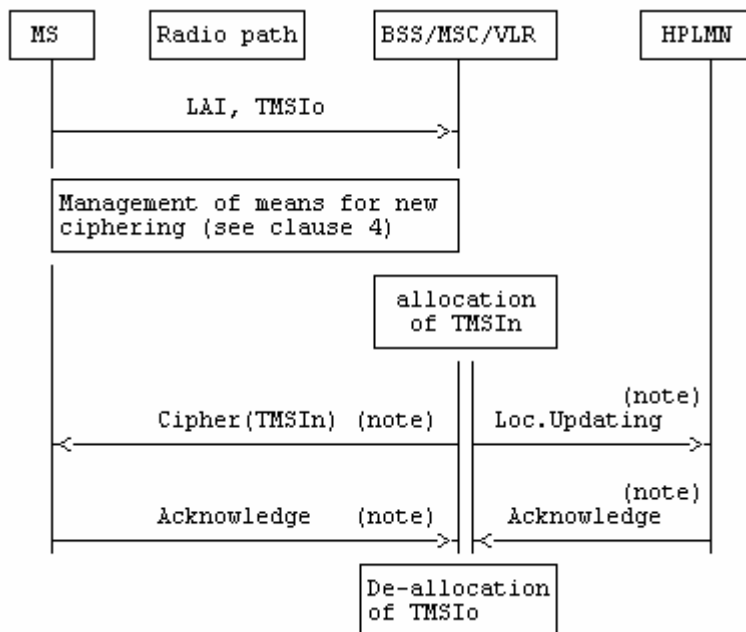 MS Radio path BSS/MSC/VLR HPLMN
LAI, TMSIo
Management of means for new
ciphering (see clause 4)
allocation
of TMSIn
(note)
Cipher(TMSIn) (note) Loc.Updating
(note)
Acknowledge (note) Acknowledge
De-allocation
of TMSIo